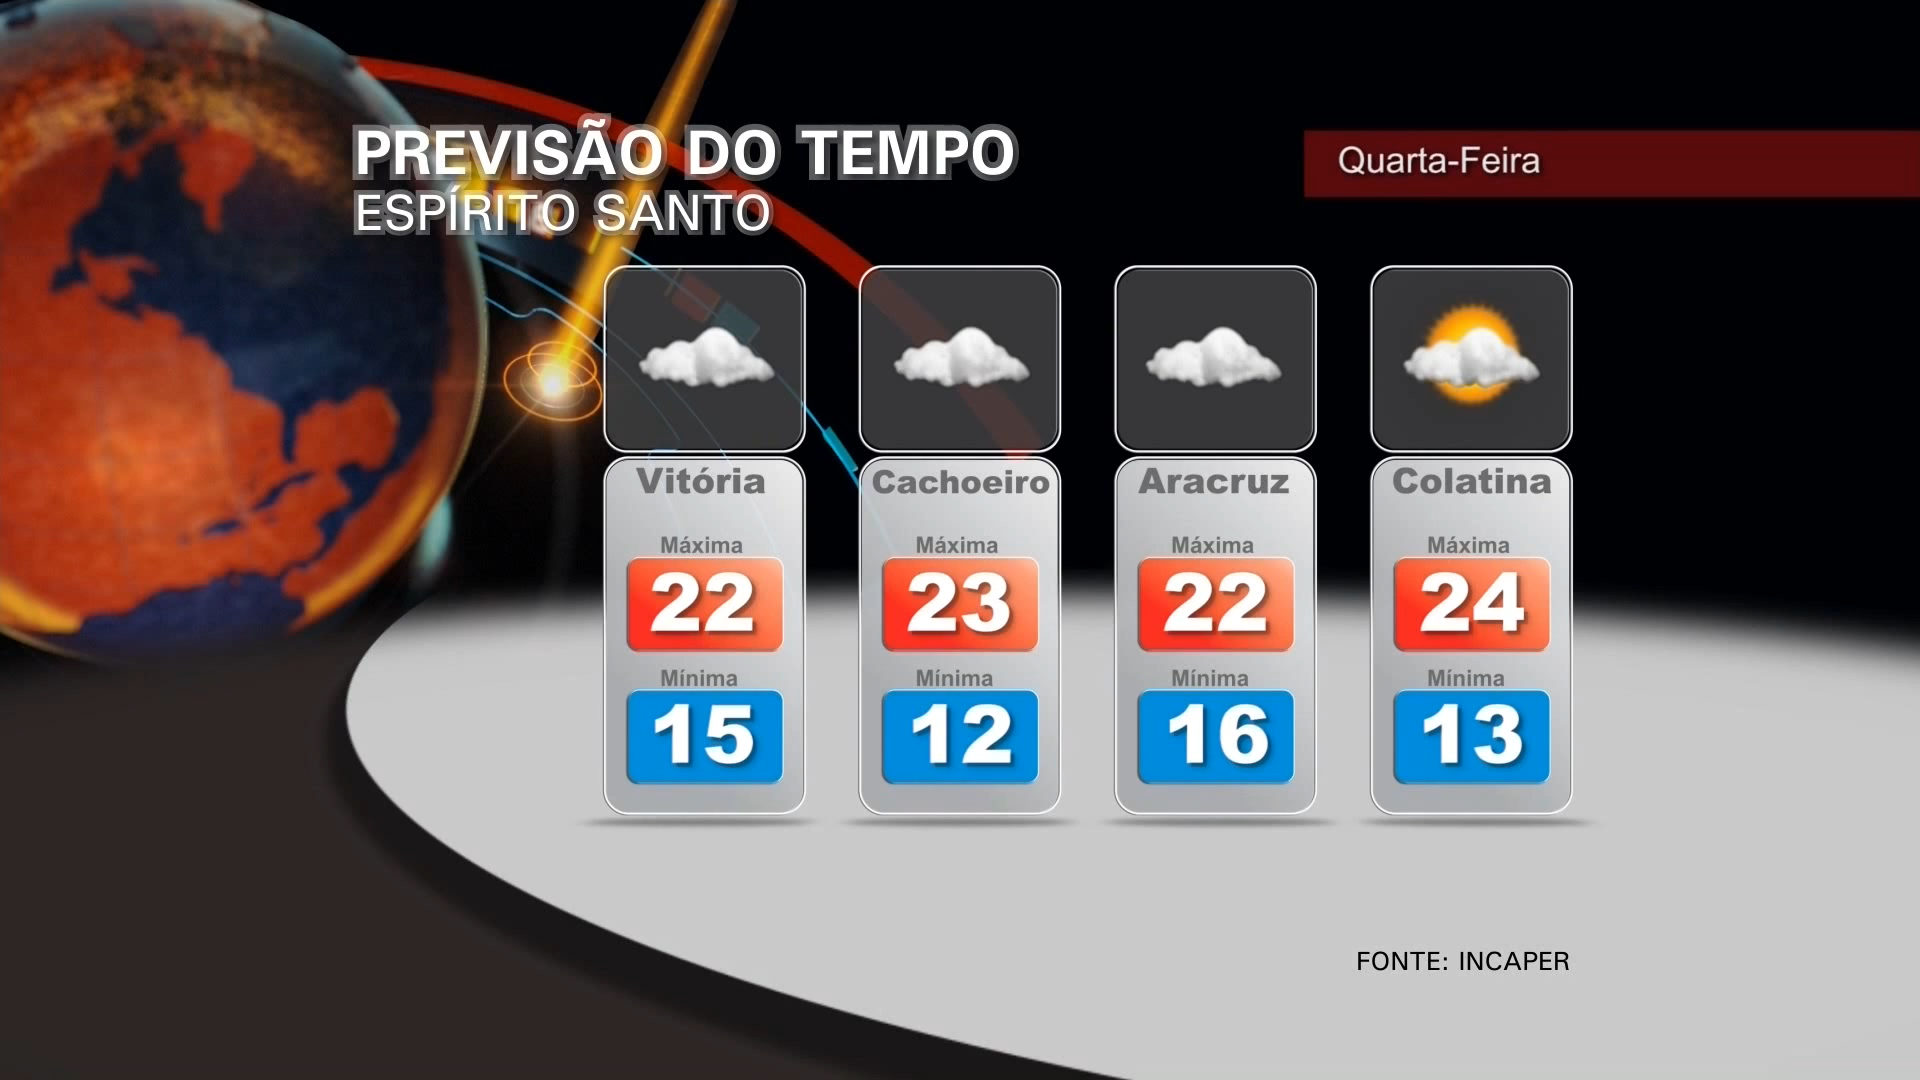 PREVISÃO DO TEMPO
ESPÍRITO SANTO
Quarta-Feira
Vitória
Máxima
22
Mínima
15
Cachoeiro
Máxima
23
Mínima
12
Aracruz
Máxima
22
Mínima
16
Colatina
Máxima
24
Mínima
13
FONTE: INCAPER